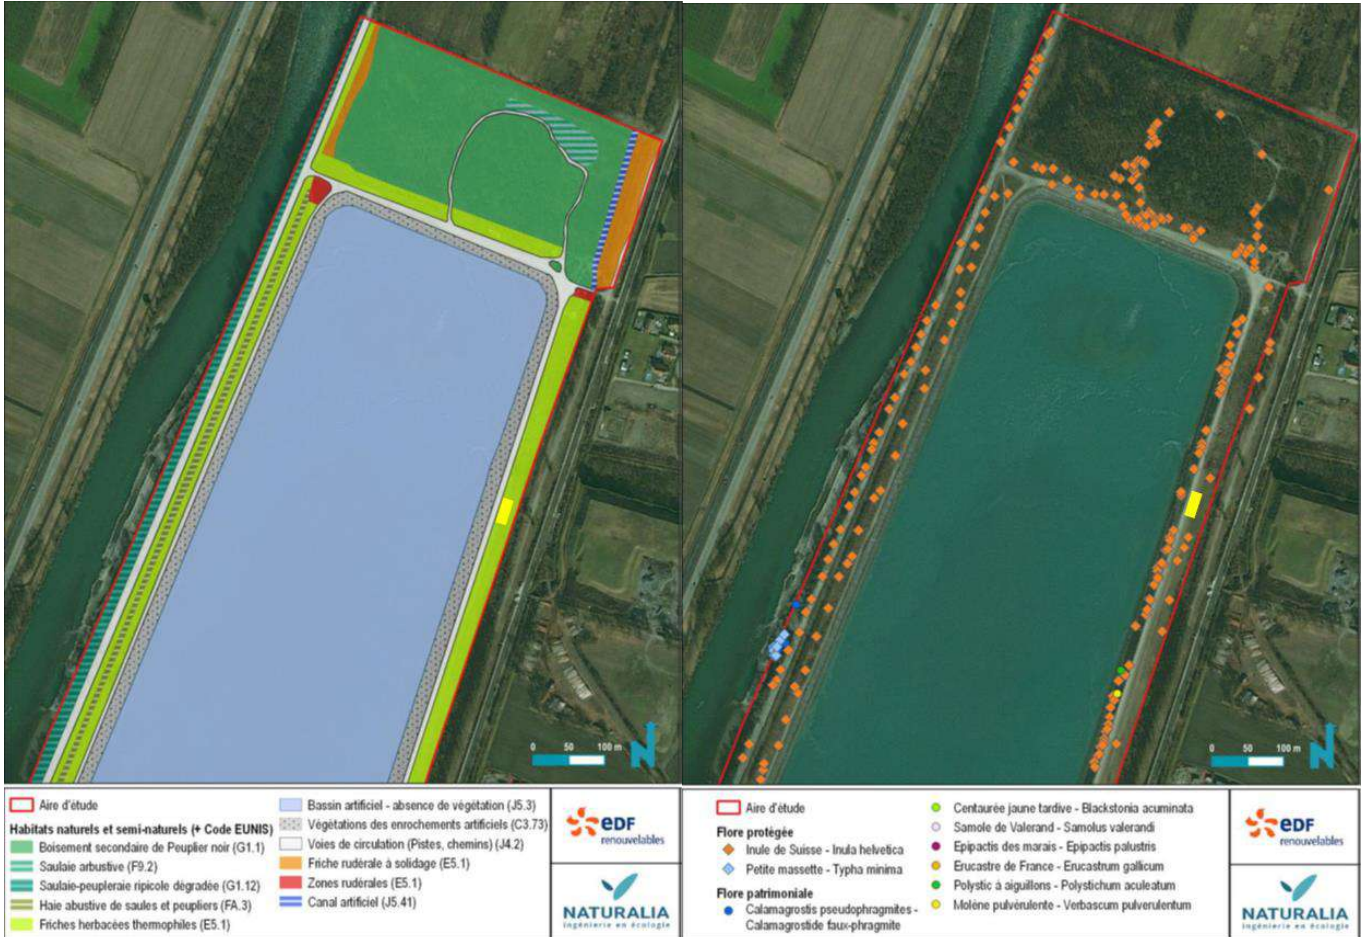 0 50 100 m
N
0 50 100 m
N
Aire d'étude
Habitats naturels et semi-naturels (+ Code EUNIS)
Boisement secondaire de Peuplier noir (G1.1)
Saulaie arbustive (F9.2)
Saulaie-peupleraie ripicole dégradée (G1.12)
Haie abustive de saules et peupliers (FA.3)
Friches herbacées thermophiles (E5.1)
Bassin artificiel - absence de végétation (J5.3)
Végétations des enrochements artificiels (C3.73)
Voies de circulation (Pistes, chemins) (J4.2)
Friche rudérale à solidage (E5.1)
Zones rudérales (E5.1)
Canal artificiel (J5.41)
edf
renouvelables
NATURALIA
ingénierie en écologie
Aire d'étude
Flore protégée
Inule de Suisse - Inula helvetica
Petite massette - Typha minima
Flore patrimoniale
Calamagrostis pseudophragmites -
Calamagrostide faux-phragmite
Centaurée jaune tardive - Blackstonia acuminata
Samole de Valerand - Samolus valerandi
Epipactis des marais - Epipactis palustris
Erucastre de France - Erucastrum gallicum
Polystic à aiguillons - Polystichum aculeatum
Molène pulvérulente - Verbascum pulverulentum
edf
renouvelables
NATURALIA
ingénierie en écologie